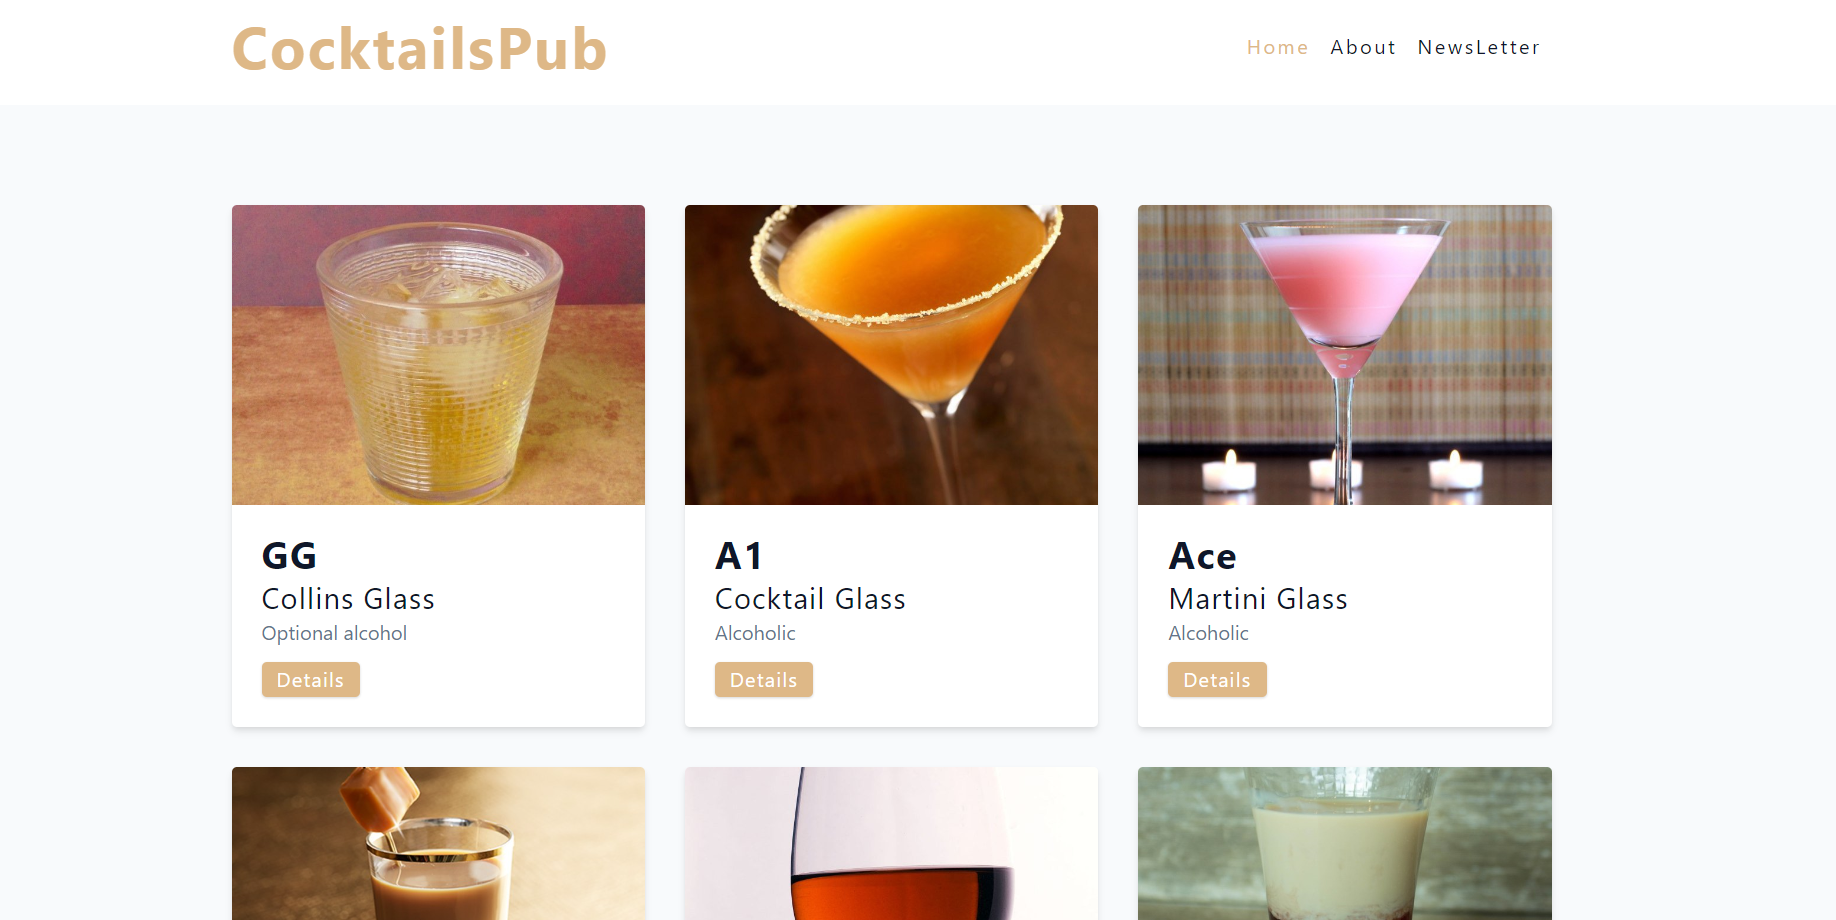 CocktailsPub
Home About NewsLetter
GG
Collins Glass
Optional alcohol
Details
A1
Cocktail Glass
Alcoholic
Details
Ace
Martini Glass
Alcoholic
Details